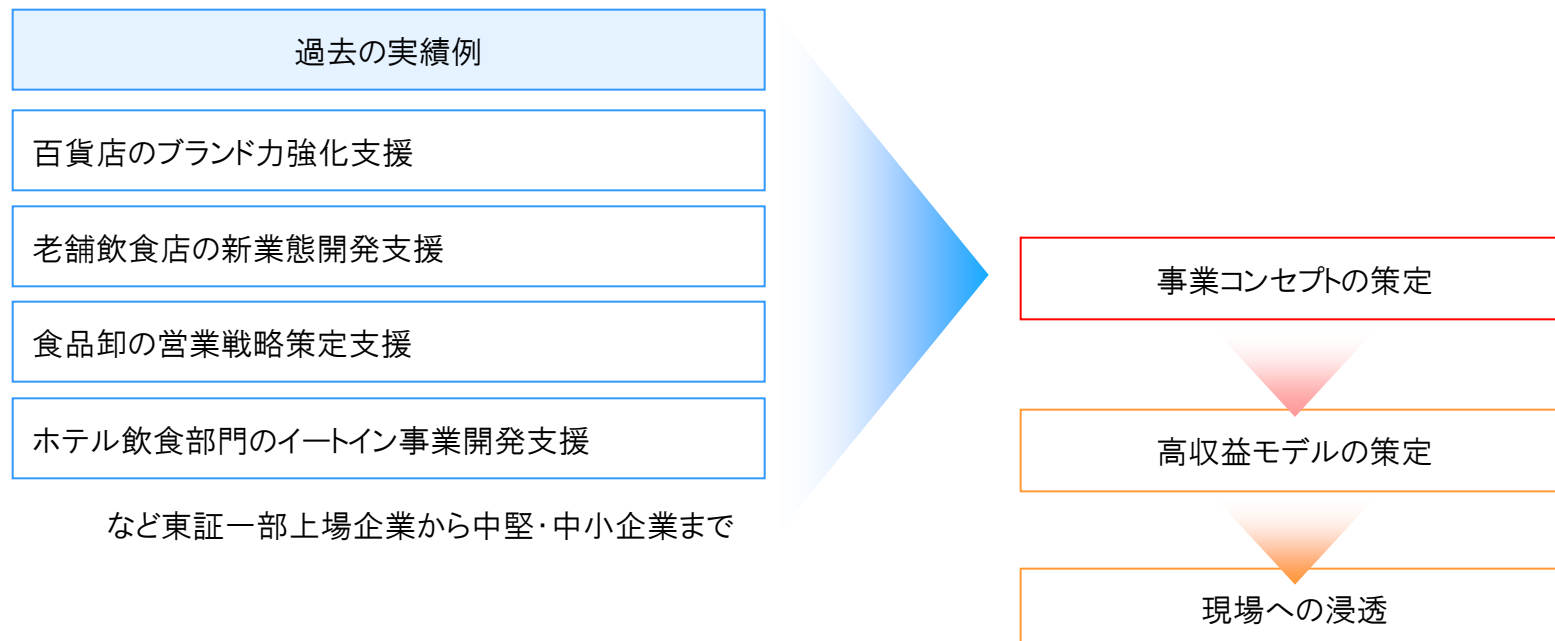 過去の実績例
百貨店のブランド力強化支援
老舗飲食店の新業態開発支援
食品卸の営業戦略策定支援
ホテル飲食部門のイートイン事業開発支援
など東証一部上場企業から中堅・中小企業まで
事業コンセプトの策定
高収益モデルの策定
現場への浸透